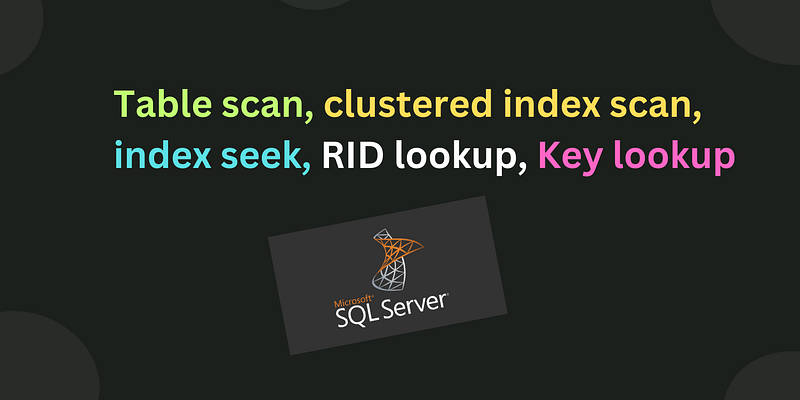 Table scan, clustered index scan,
index seek, RID lookup, Key lookup
Microsoft®
SQL Server®